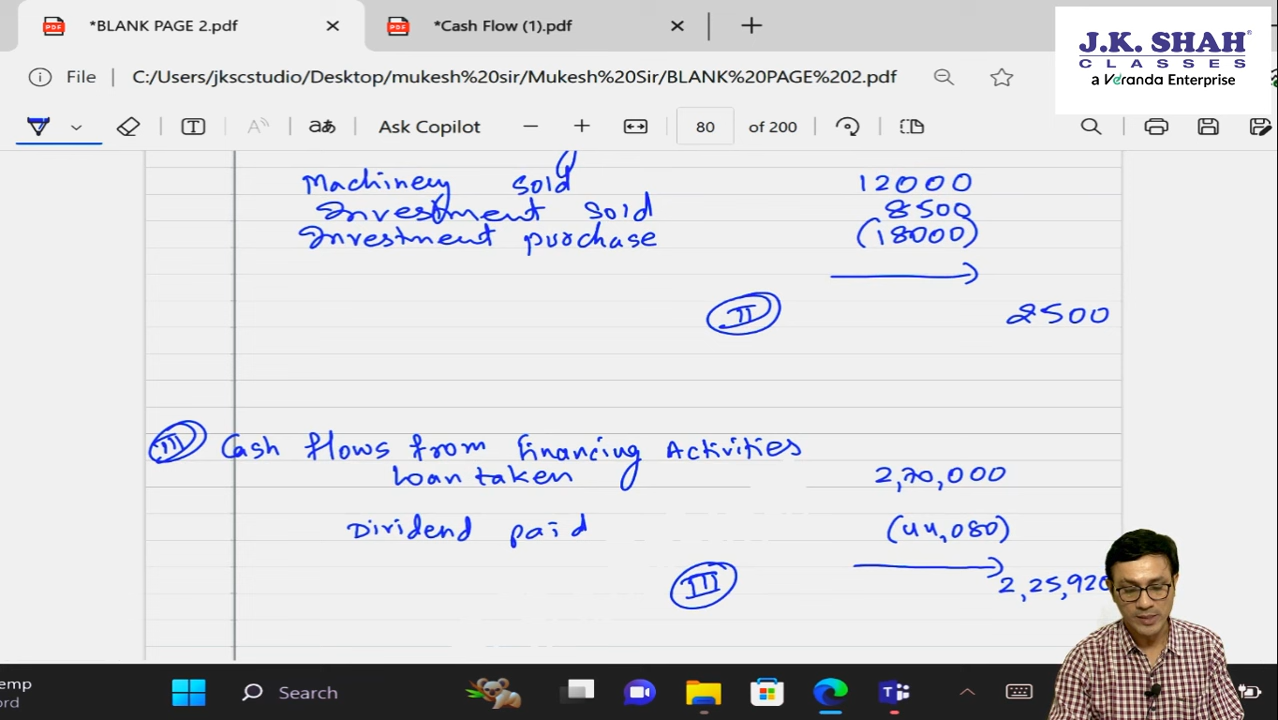 *BLANK PAGE 2.pdf
*Cash Flow (1).pdf
J.K. SHAH
CLASSES
a Veranda Enterprise
File C:/Users/jkscstudio/Desktop/mukesh%20sir/Mukesh%20Sir/BLANK%20PAGE%202.pdf
Ask Copilot
80 of 200
Machinery sold 12000
Investment sold 8500
Investment purchase (18000)
II 2500
III Cash flows from Financing Activities
loan taken 2,70,000
Dividend paid (44,080)
III 2,25,920
emp
ord
Search